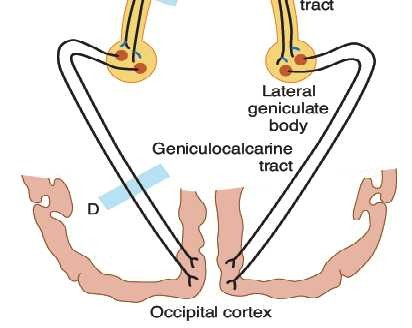 tract
Lateral
geniculate
body
Geniculocalcarine
tract
D
Occipital cortex